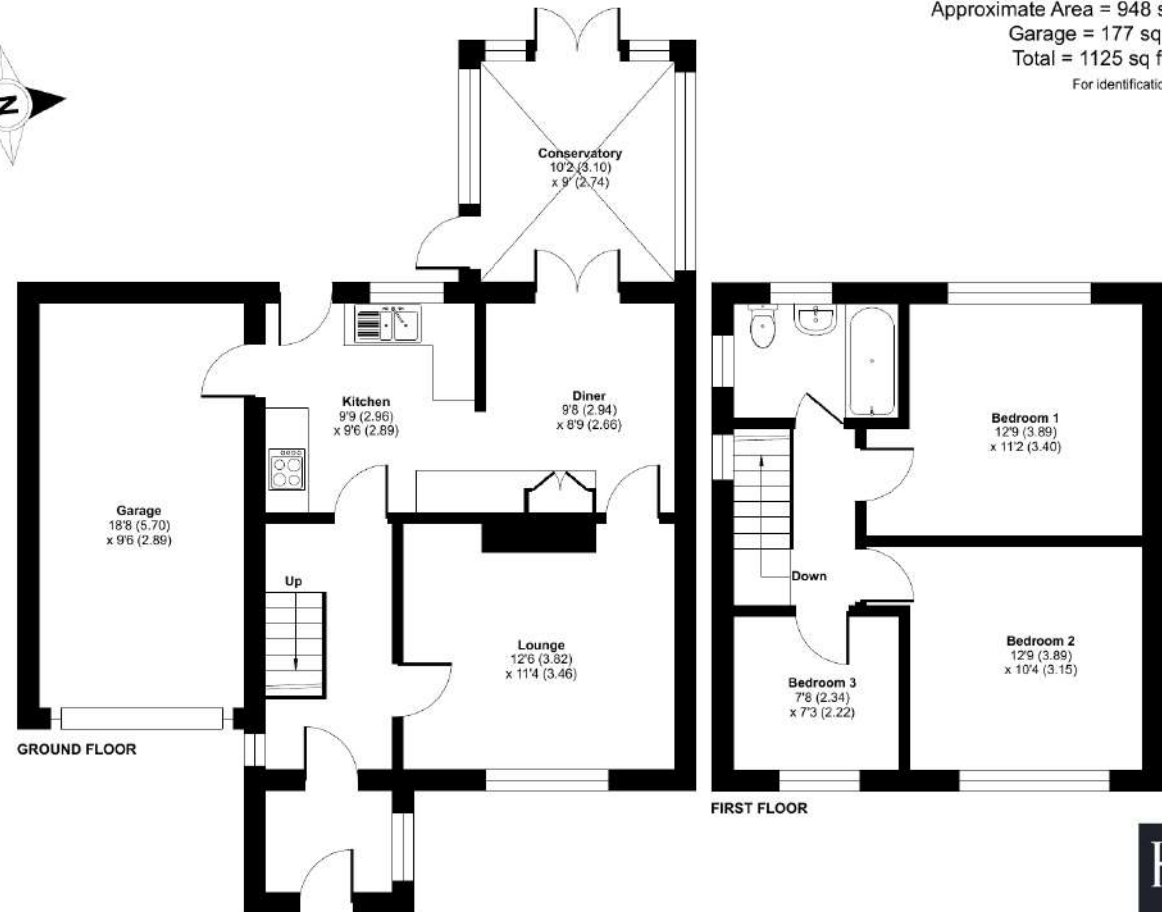 Approximate Area = 948 s
Garage = 177 sq
Total = 1125 sq f
For identificatio
N
Conservatory
10'2 (3.10)
x 9' (2.74)
Kitchen
9'9 (2.96)
x 9'6 (2.89)
Diner
9'8 (2.94)
x 8'9 (2.66)
Garage
18'8 (5.70)
x 9'6 (2.89)
Up
Lounge
12'6 (3.82)
x 11'4 (3.46)
GROUND FLOOR
Bedroom 1
12'9 (3.89)
x 11'2 (3.40)
Down
Bedroom 2
12'9 (3.89)
x 10'4 (3.15)
Bedroom 3
7'8 (2.34)
x 7'3 (2.22)
FIRST FLOOR